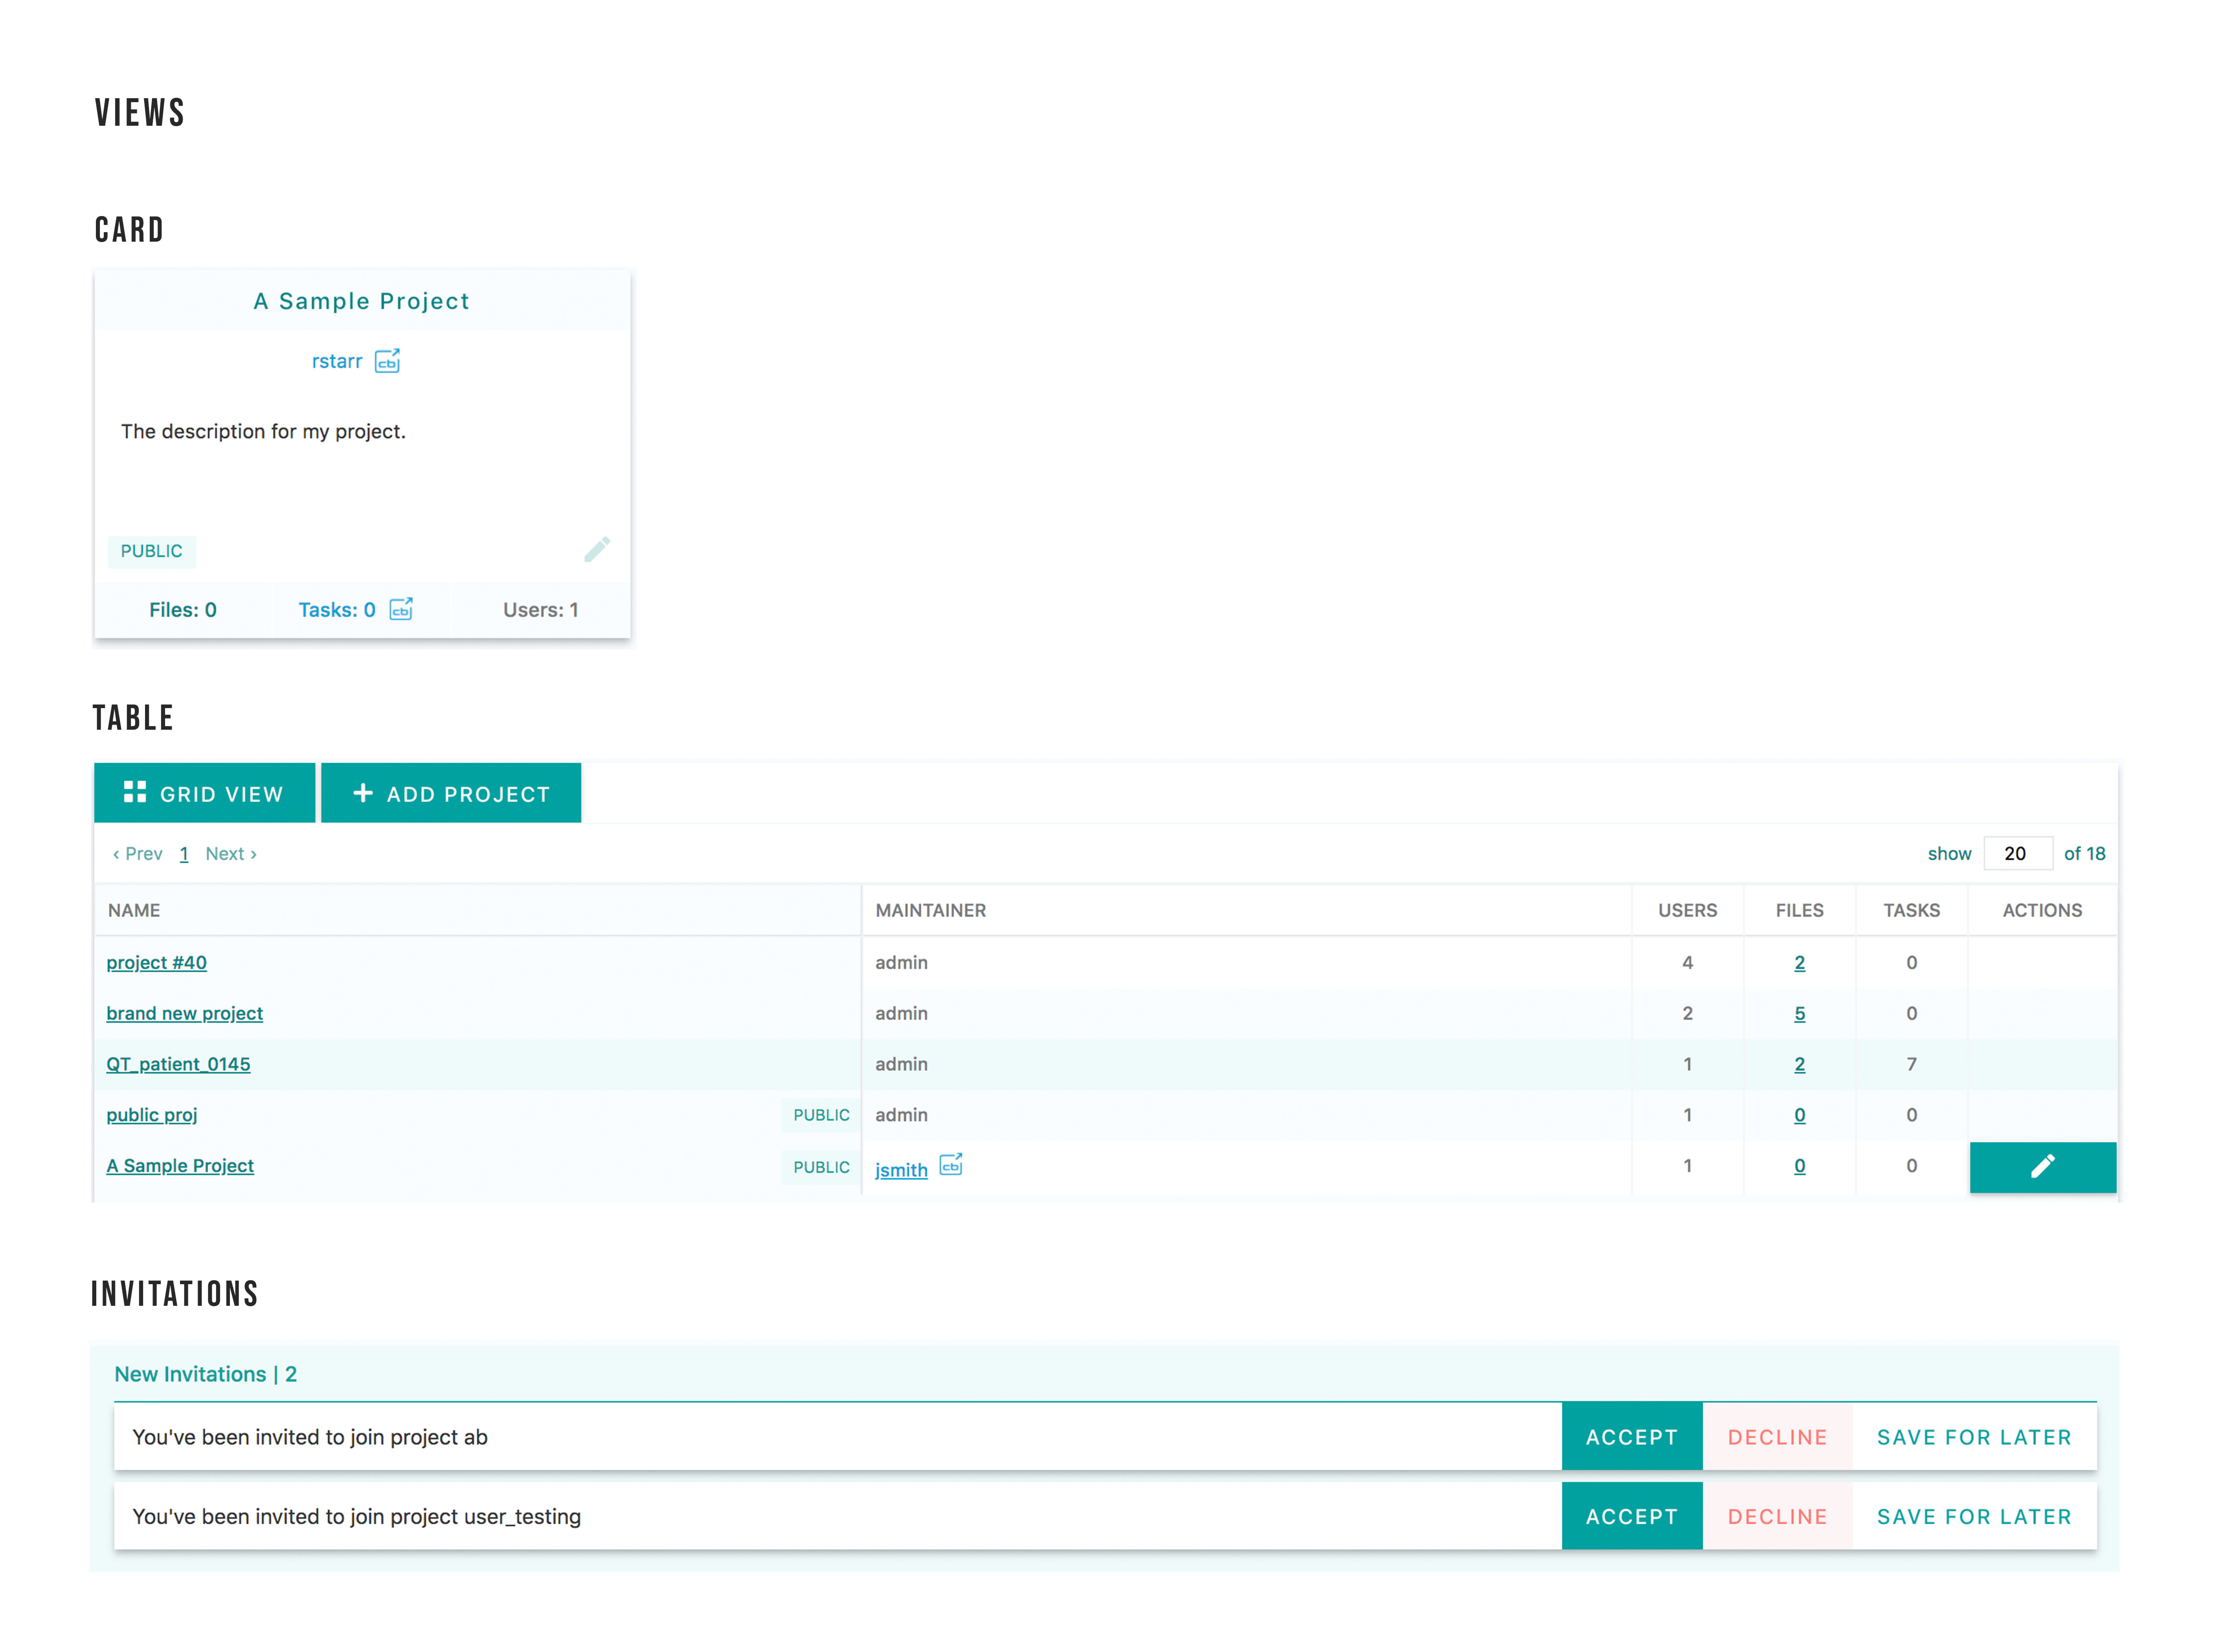 VIEWS
CARD
A Sample Project
rstarr cb
The description for my project.
PUBLIC
Files: 0 Tasks: 0 cb Users: 1
TABLE
GRID VIEW + ADD PROJECT
‹ Prev 1 Next › show 20 of 18
NAME MAINTAINER USERS FILES TASKS ACTIONS
project #40 admin 4 2 0
brand new project admin 2 5 0
QT_patient_0145 admin 1 2 7
public proj PUBLIC admin 1 0 0
A Sample Project PUBLIC jsmith cb 1 0 0
INVITATIONS
New Invitations | 2
You've been invited to join project ab ACCEPT DECLINE SAVE FOR LATER
You've been invited to join project user_testing ACCEPT DECLINE SAVE FOR LATER